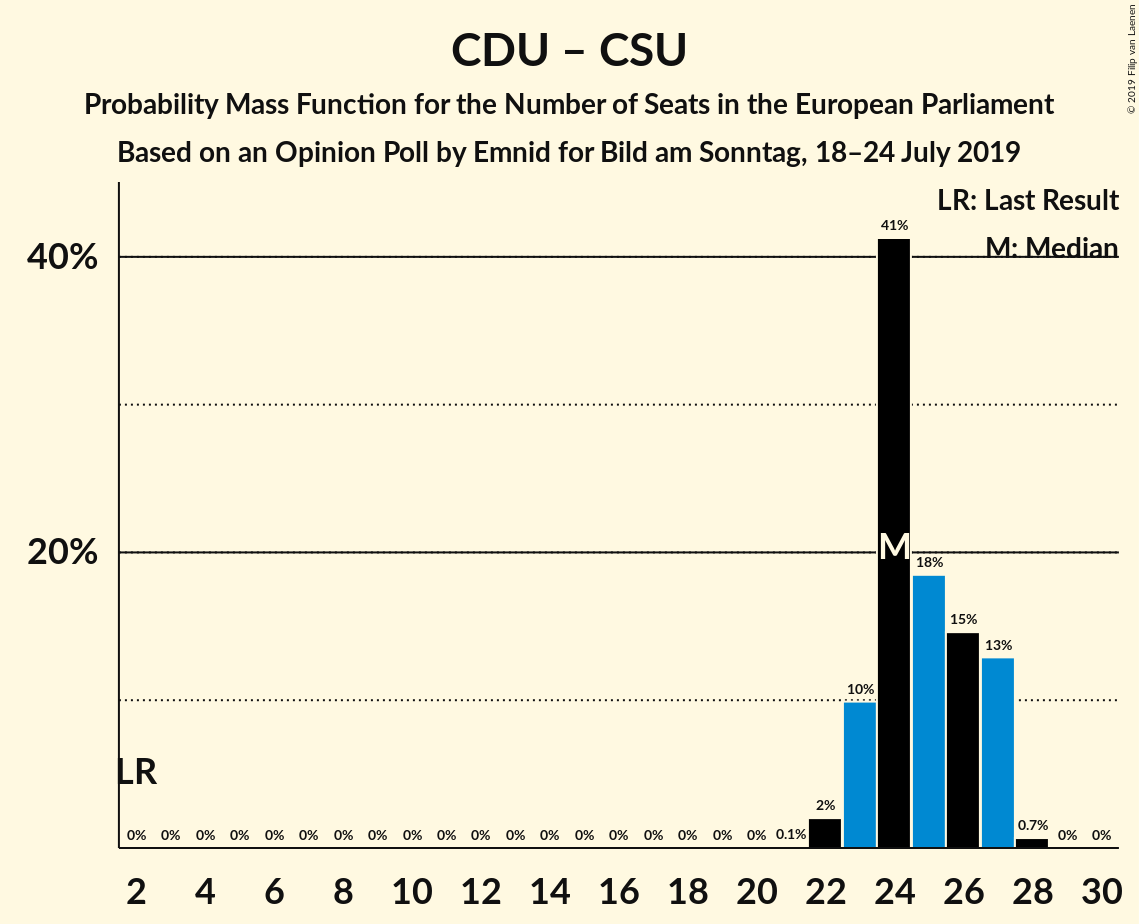 CDU – CSU
Probability Mass Function for the Number of Seats in the European Parliament
Based on an Opinion Poll by Emnid for Bild am Sonntag, 18–24 July 2019
© 2019 Filip van Laenen
LR: Last Result
M: Median
40%
20%
41%
M
18%
15%
13%
10%
LR
0% 0% 0% 0% 0% 0% 0% 0% 0% 0% 0% 0% 0% 0% 0% 0% 0% 0% 0% 0.1% 2% 0.7% 0% 0%
2 4 6 8 10 12 14 16 18 20 22 24 26 28 30